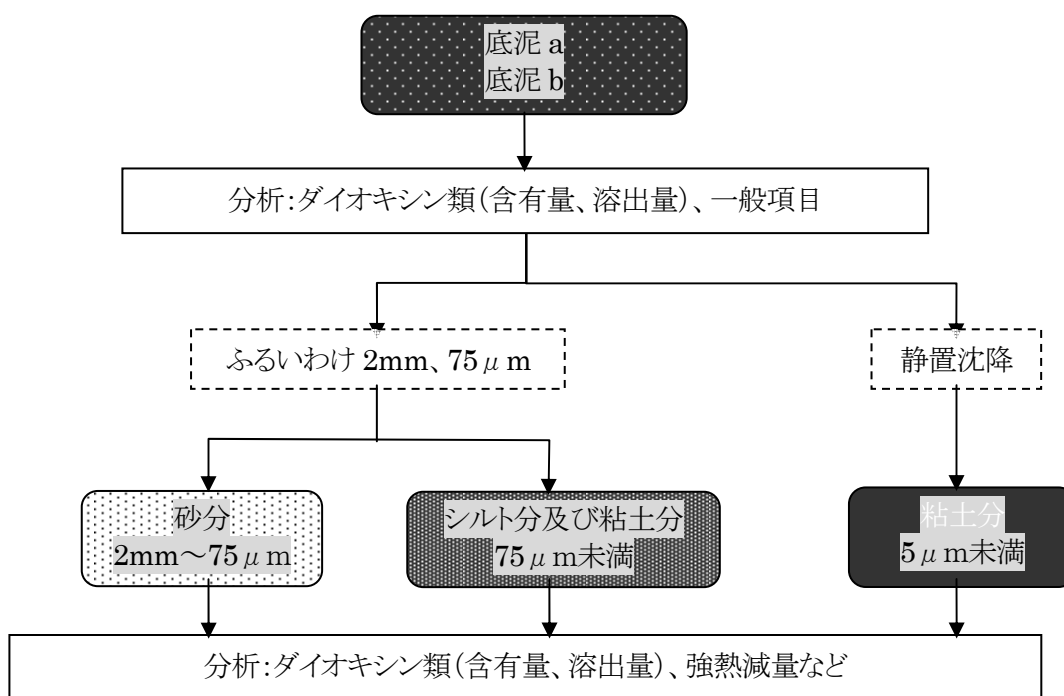 底泥 a
底泥 b
分析:ダイオキシン類(含有量、溶出量)、一般項目
ふるいわけ 2mm、75μm
静置沈降
砂分
2mm～75μm
シルト分及び粘土分
75μm未満
粘土分
5μm未満
分析:ダイオキシン類(含有量、溶出量)、強熱減量など